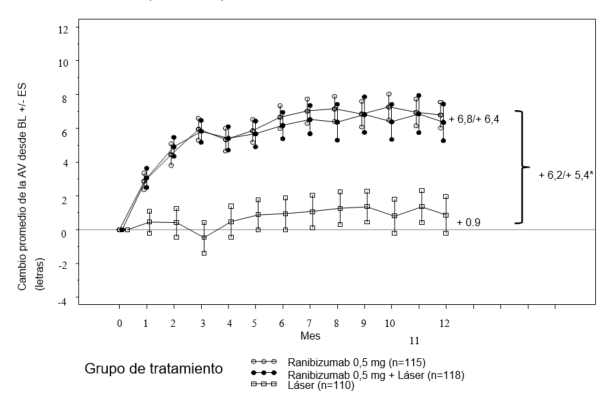 Cambio promedio de la AV desde BL +/- ES
(letras)
12
10
8
6
4
2
0
-2
-4
+ 6,8/+ 6,4
+ 6,2/+ 5,4*
+ 0.9
0 1 2 3 4 5 6 7 8 9 10 11 12
Mes
Grupo de tratamiento
Ranibizumab 0,5 mg (n=115)
Ranibizumab 0,5 mg + Láser (n=118)
Láser (n=110)